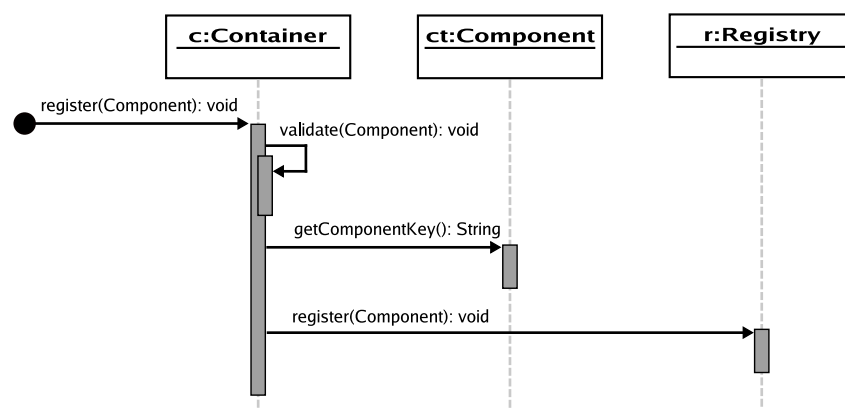 c:Container
ct:Component
r:Registry
register(Component): void
validate(Component): void
getComponentKey(): String
register(Component): void